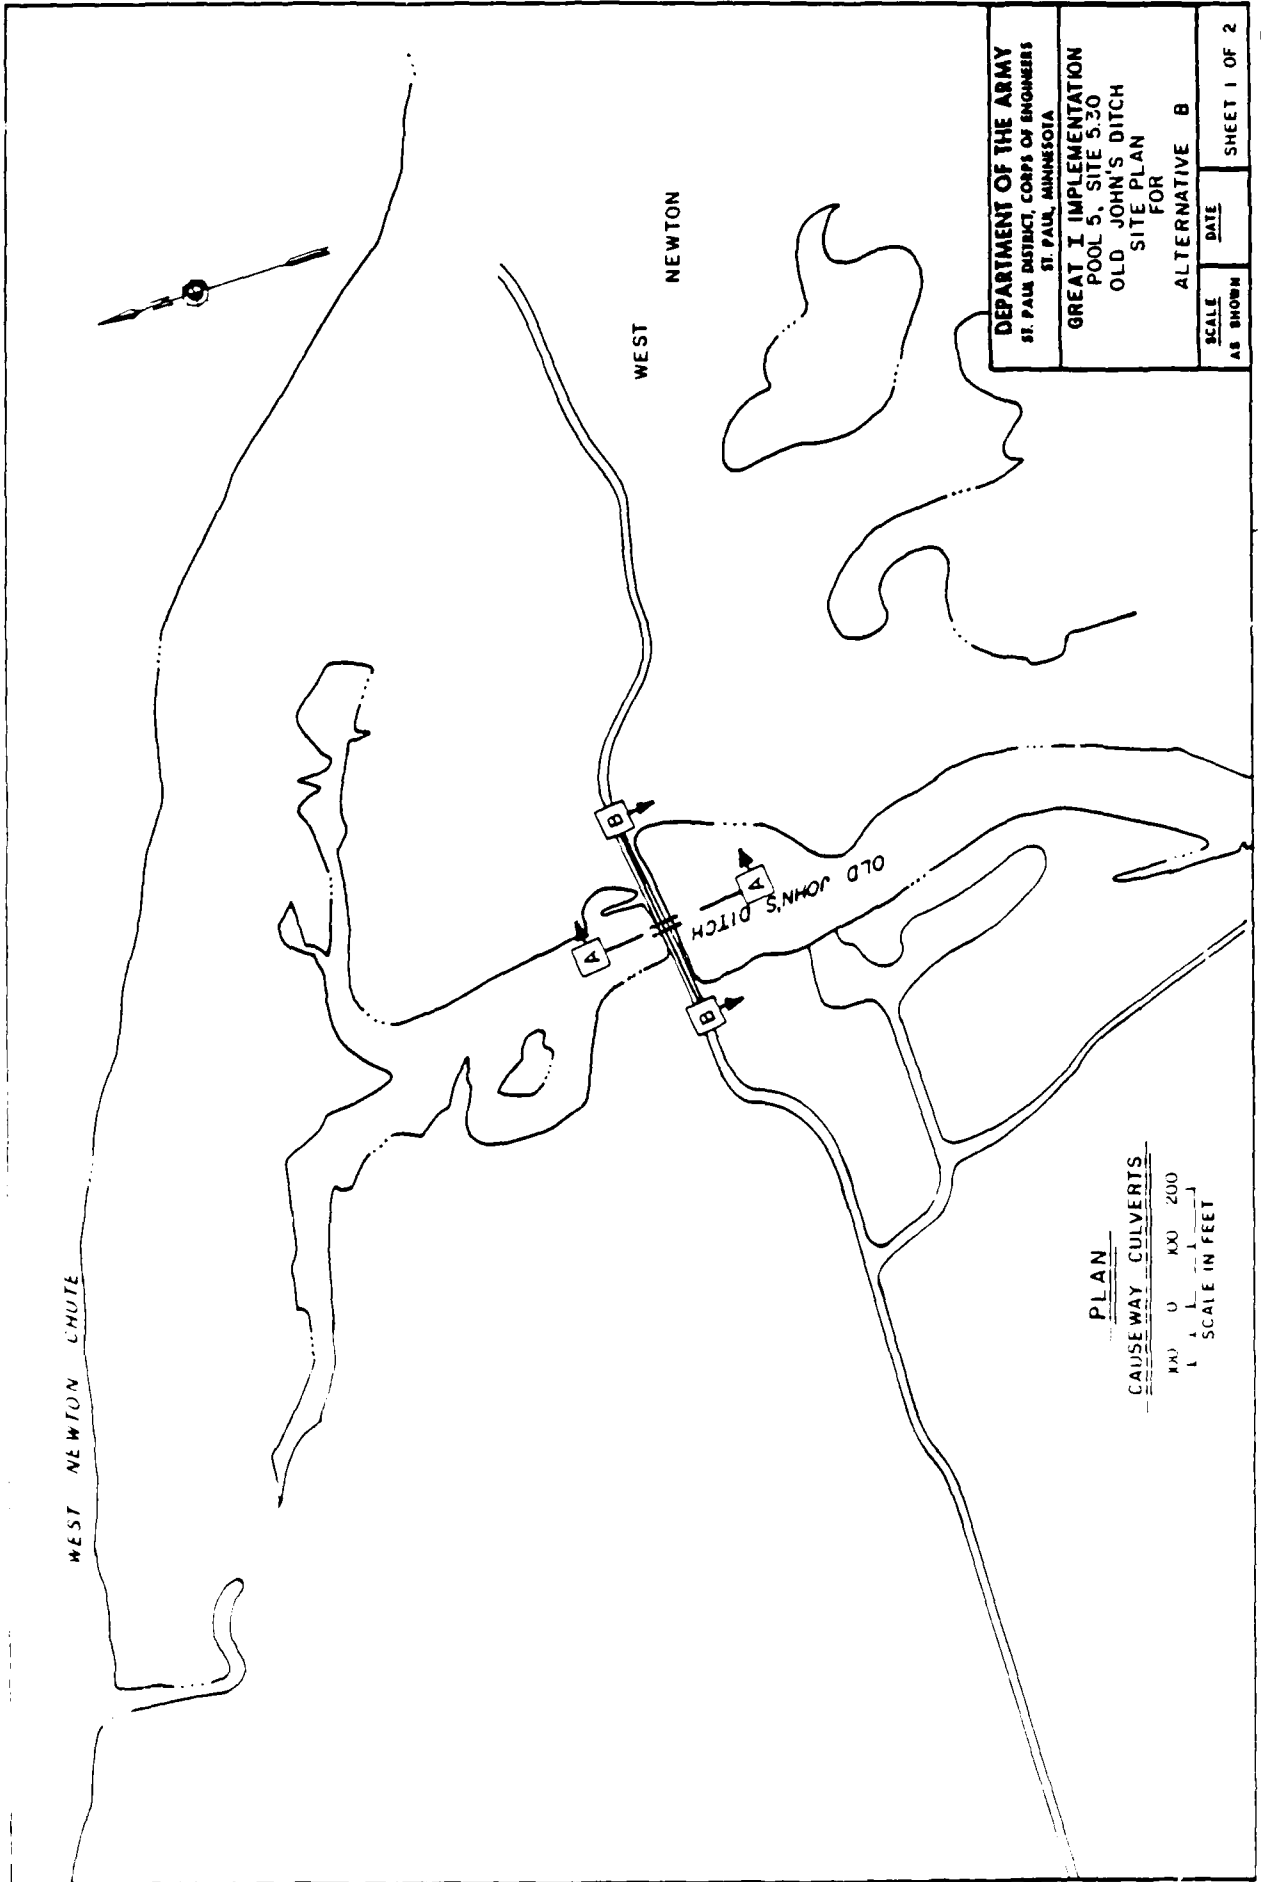 WEST NEWTON CHUTE
WEST
NEWTON
B
A
A
B
OLD JOHN'S DITCH
PLAN
CAUSEWAY CULVERTS
100 0 100 200
SCALE IN FEET
DEPARTMENT OF THE ARMY
ST. PAUL DISTRICT, CORPS OF ENGINEERS
ST. PAUL, MINNESOTA
GREAT I IMPLEMENTATION
POOL 5, SITE 5.30
OLD JOHN'S DITCH
SITE PLAN
FOR
ALTERNATIVE B
SCALE
AS SHOWN
DATE
SHEET 1 OF 2